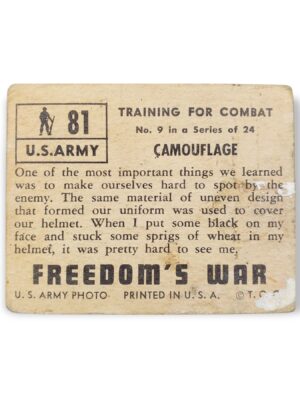 81
U.S. ARMY
TRAINING FOR COMBAT
No. 9 in a Series of 24
CAMOUFLAGE
One of the most important things we learned
was to make ourselves hard to spot by the
enemy. The same material of uneven design
that formed our uniform was used to cover
our helmet. When I put some black on my
face and stuck some sprigs of wheat in my
helmet, it was pretty hard to see me.
FREEDOM'S WAR
U. S. ARMY PHOTO PRINTED IN U. S. A. © T.